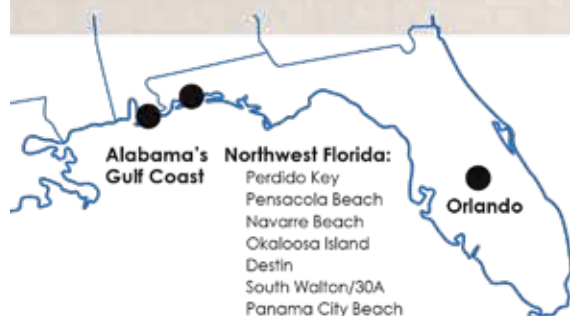 Alabama's
Gulf Coast
Northwest Florida:
Perdido Key
Pensacola Beach
Navarre Beach
Okaloosa Island
Destin
South Walton/30A
Panama City Beach
Orlando